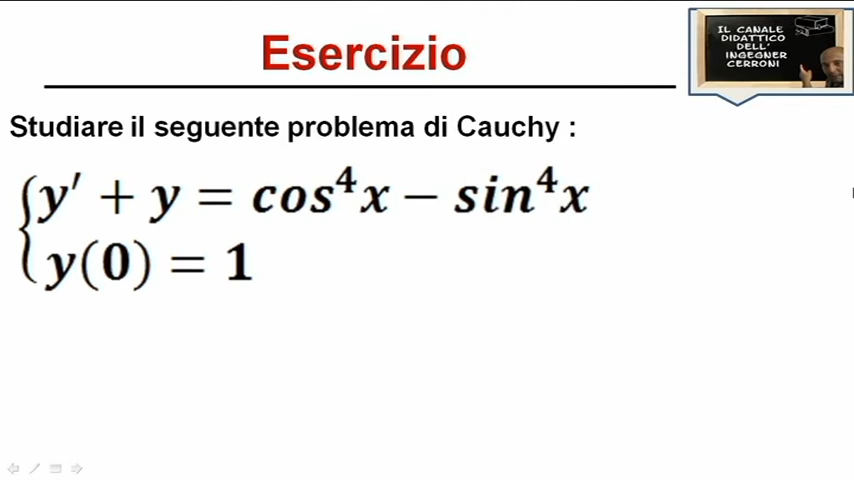 Esercizio
IL CANALE
DIDATTICO
DELL'
INGEGNER
CERRONI
Studiare il seguente problema di Cauchy :
y′ + y = cos⁴x − sin⁴x
y(0) = 1